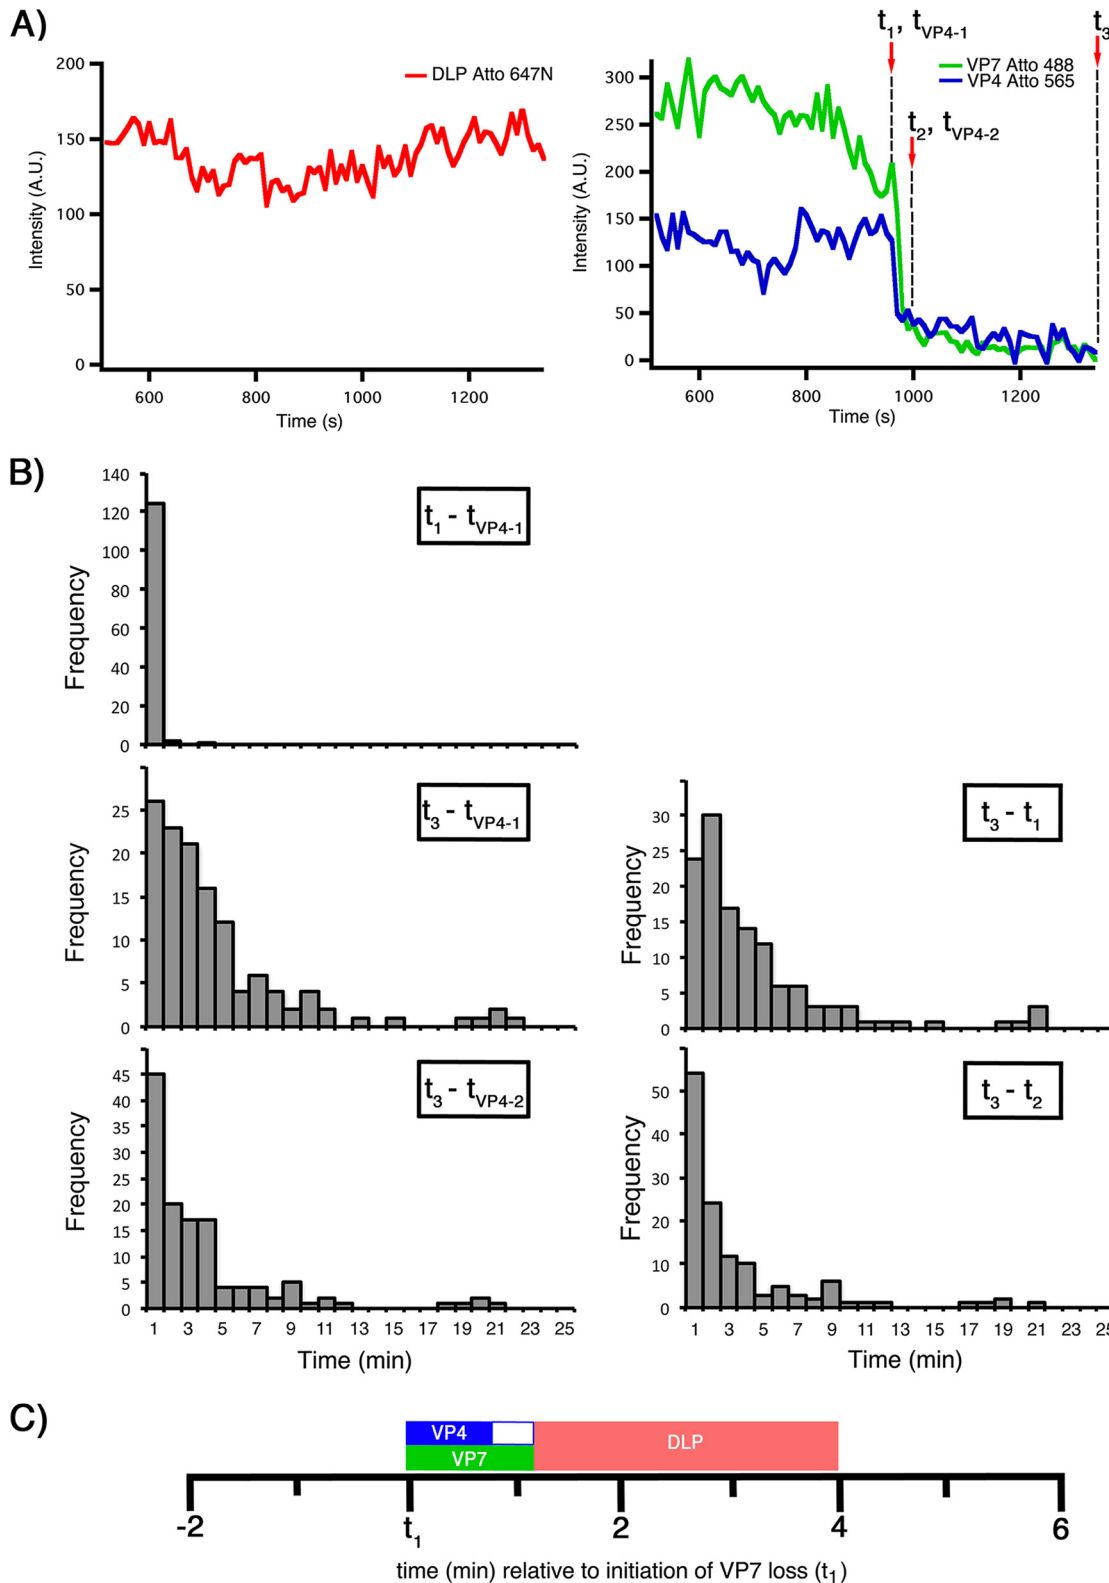 A)
t1, tVP4-1
t3
200
DLP Atto 647N
VP7 Atto 488
VP4 Atto 565
300
150
t2, tVP4-2
250
Intensity (A.U.)
Intensity (A.U.)
200
100
150
100
50
50
0
0
600 800 1000 1200
600 800 1000 1200
Time (s)
Time (s)
B)
140
120
100
80
60
40
20
0
Frequency
t1 - tVP4-1
25
20
15
10
5
0
Frequency
t3 - tVP4-1
30
25
20
15
10
5
0
Frequency
t3 - t1
45
40
35
30
25
20
15
10
5
0
Frequency
t3 - tVP4-2
1 3 5 7 9 11 13 15 17 19 21 23 25
Time (min)
50
40
30
20
10
0
Frequency
t3 - t2
1 3 5 7 9 11 13 15 17 19 21 23 25
Time (min)
C)
VP4
VP7
DLP
-2 t1 2 4 6
time (min) relative to initiation of VP7 loss (t1)